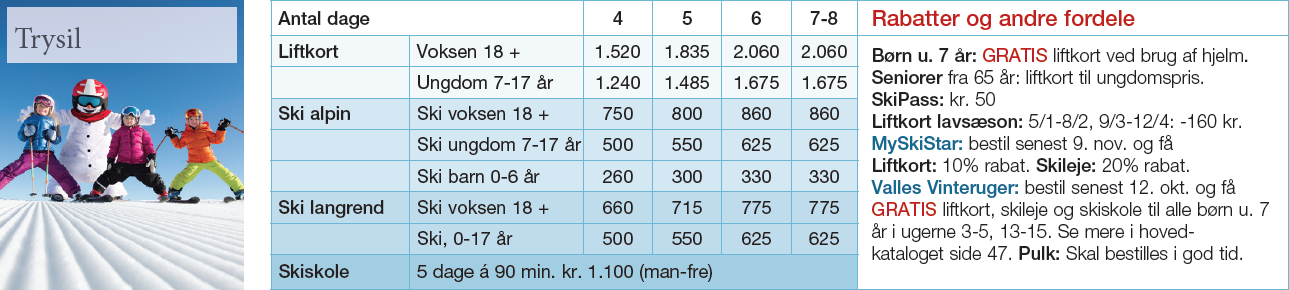 Trysil
Antal dage 4 5 6 7-8
Liftkort Voksen 18 + 1.520 1.835 2.060 2.060
Ungdom 7-17 år 1.240 1.485 1.675 1.675
Ski alpin Ski voksen 18 + 750 800 860 860
Ski ungdom 7-17 år 500 550 625 625
Ski barn 0-6 år 260 300 330 330
Ski langrend Ski voksen 18 + 660 715 775 775
Ski, 0-17 år 500 550 625 625
Skiskole 5 dage á 90 min. kr. 1.100 (man-fre)
Rabatter og andre fordele
Børn u. 7 år: GRATIS liftkort ved brug af hjelm.
Seniorer fra 65 år: liftkort til ungdomspris.
SkiPass: kr. 50
Liftkort lavsæson: 5/1-8/2, 9/3-12/4: -160 kr.
MySkiStar: bestil senest 9. nov. og få
Liftkort: 10% rabat. Skileje: 20% rabat.
Valles Vinteruger: bestil senest 12. okt. og få
GRATIS liftkort, skileje og skiskole til alle børn u. 7
år i ugerne 3-5, 13-15. Se mere i hoved-
kataloget side 47. Pulk: Skal bestilles i god tid.